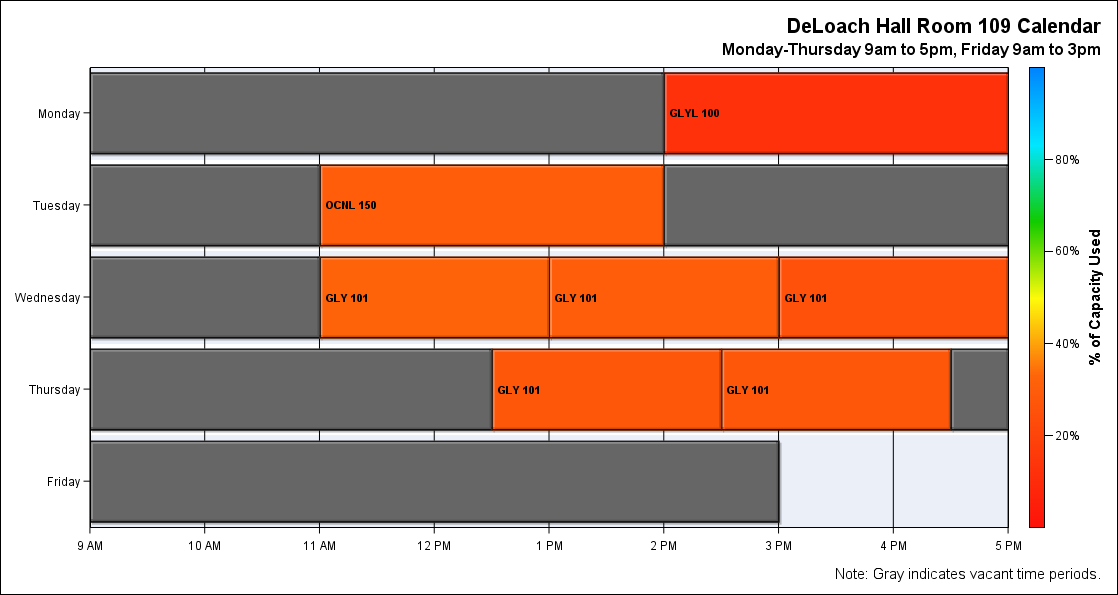 DeLoach Hall Room 109 Calendar
Monday-Thursday 9am to 5pm, Friday 9am to 3pm
Monday
GLYL 100
Tuesday
OCNL 150
Wednesday
GLY 101
GLY 101
GLY 101
Thursday
GLY 101
GLY 101
Friday
9 AM
10 AM
11 AM
12 PM
1 PM
2 PM
3 PM
4 PM
5 PM
80%
60%
40%
20%
% of Capacity Used
Note: Gray indicates vacant time periods.